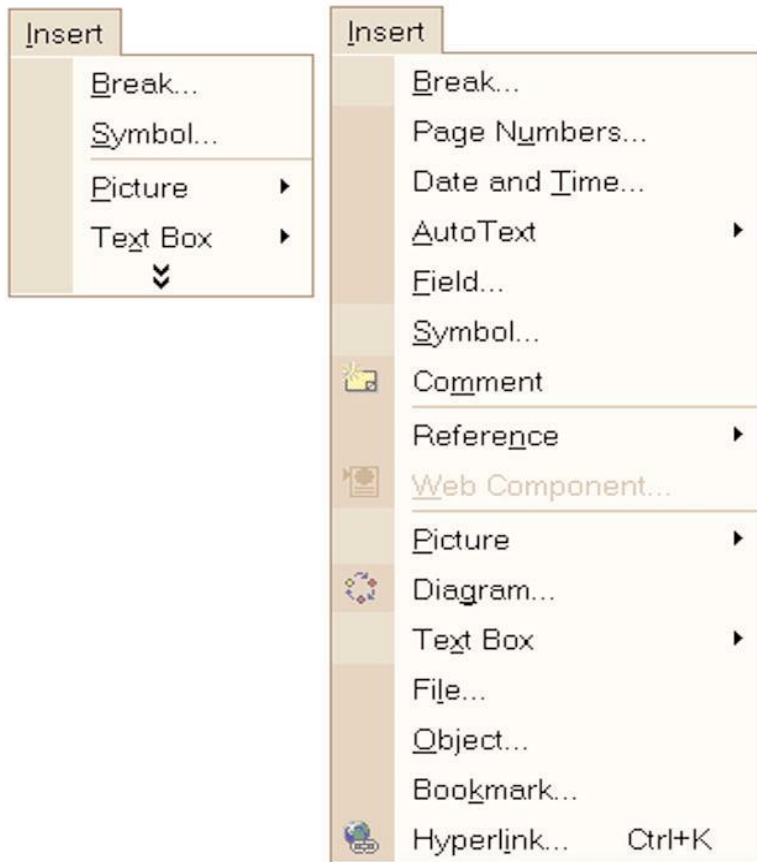 Insert
Break...
Symbol...
Picture
Text Box
Insert
Break...
Page Numbers...
Date and Time...
AutoText
Field...
Symbol...
Comment
Reference
Web Component...
Picture
Diagram...
Text Box
File...
Object...
Bookmark...
Hyperlink... Ctrl+K